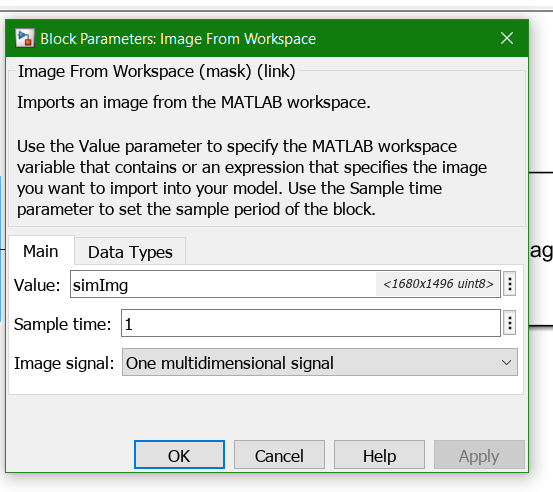 Block Parameters: Image From Workspace
Image From Workspace (mask) (link)
Imports an image from the MATLAB workspace.
Use the Value parameter to specify the MATLAB workspace
variable that contains or an expression that specifies the image
you want to import into your model. Use the Sample time
parameter to set the sample period of the block.
ag
Main Data Types
Value: simImg <1680x1496 uint8>
Sample time: 1
Image signal: One multidimensional signal
OK Cancel Help Apply